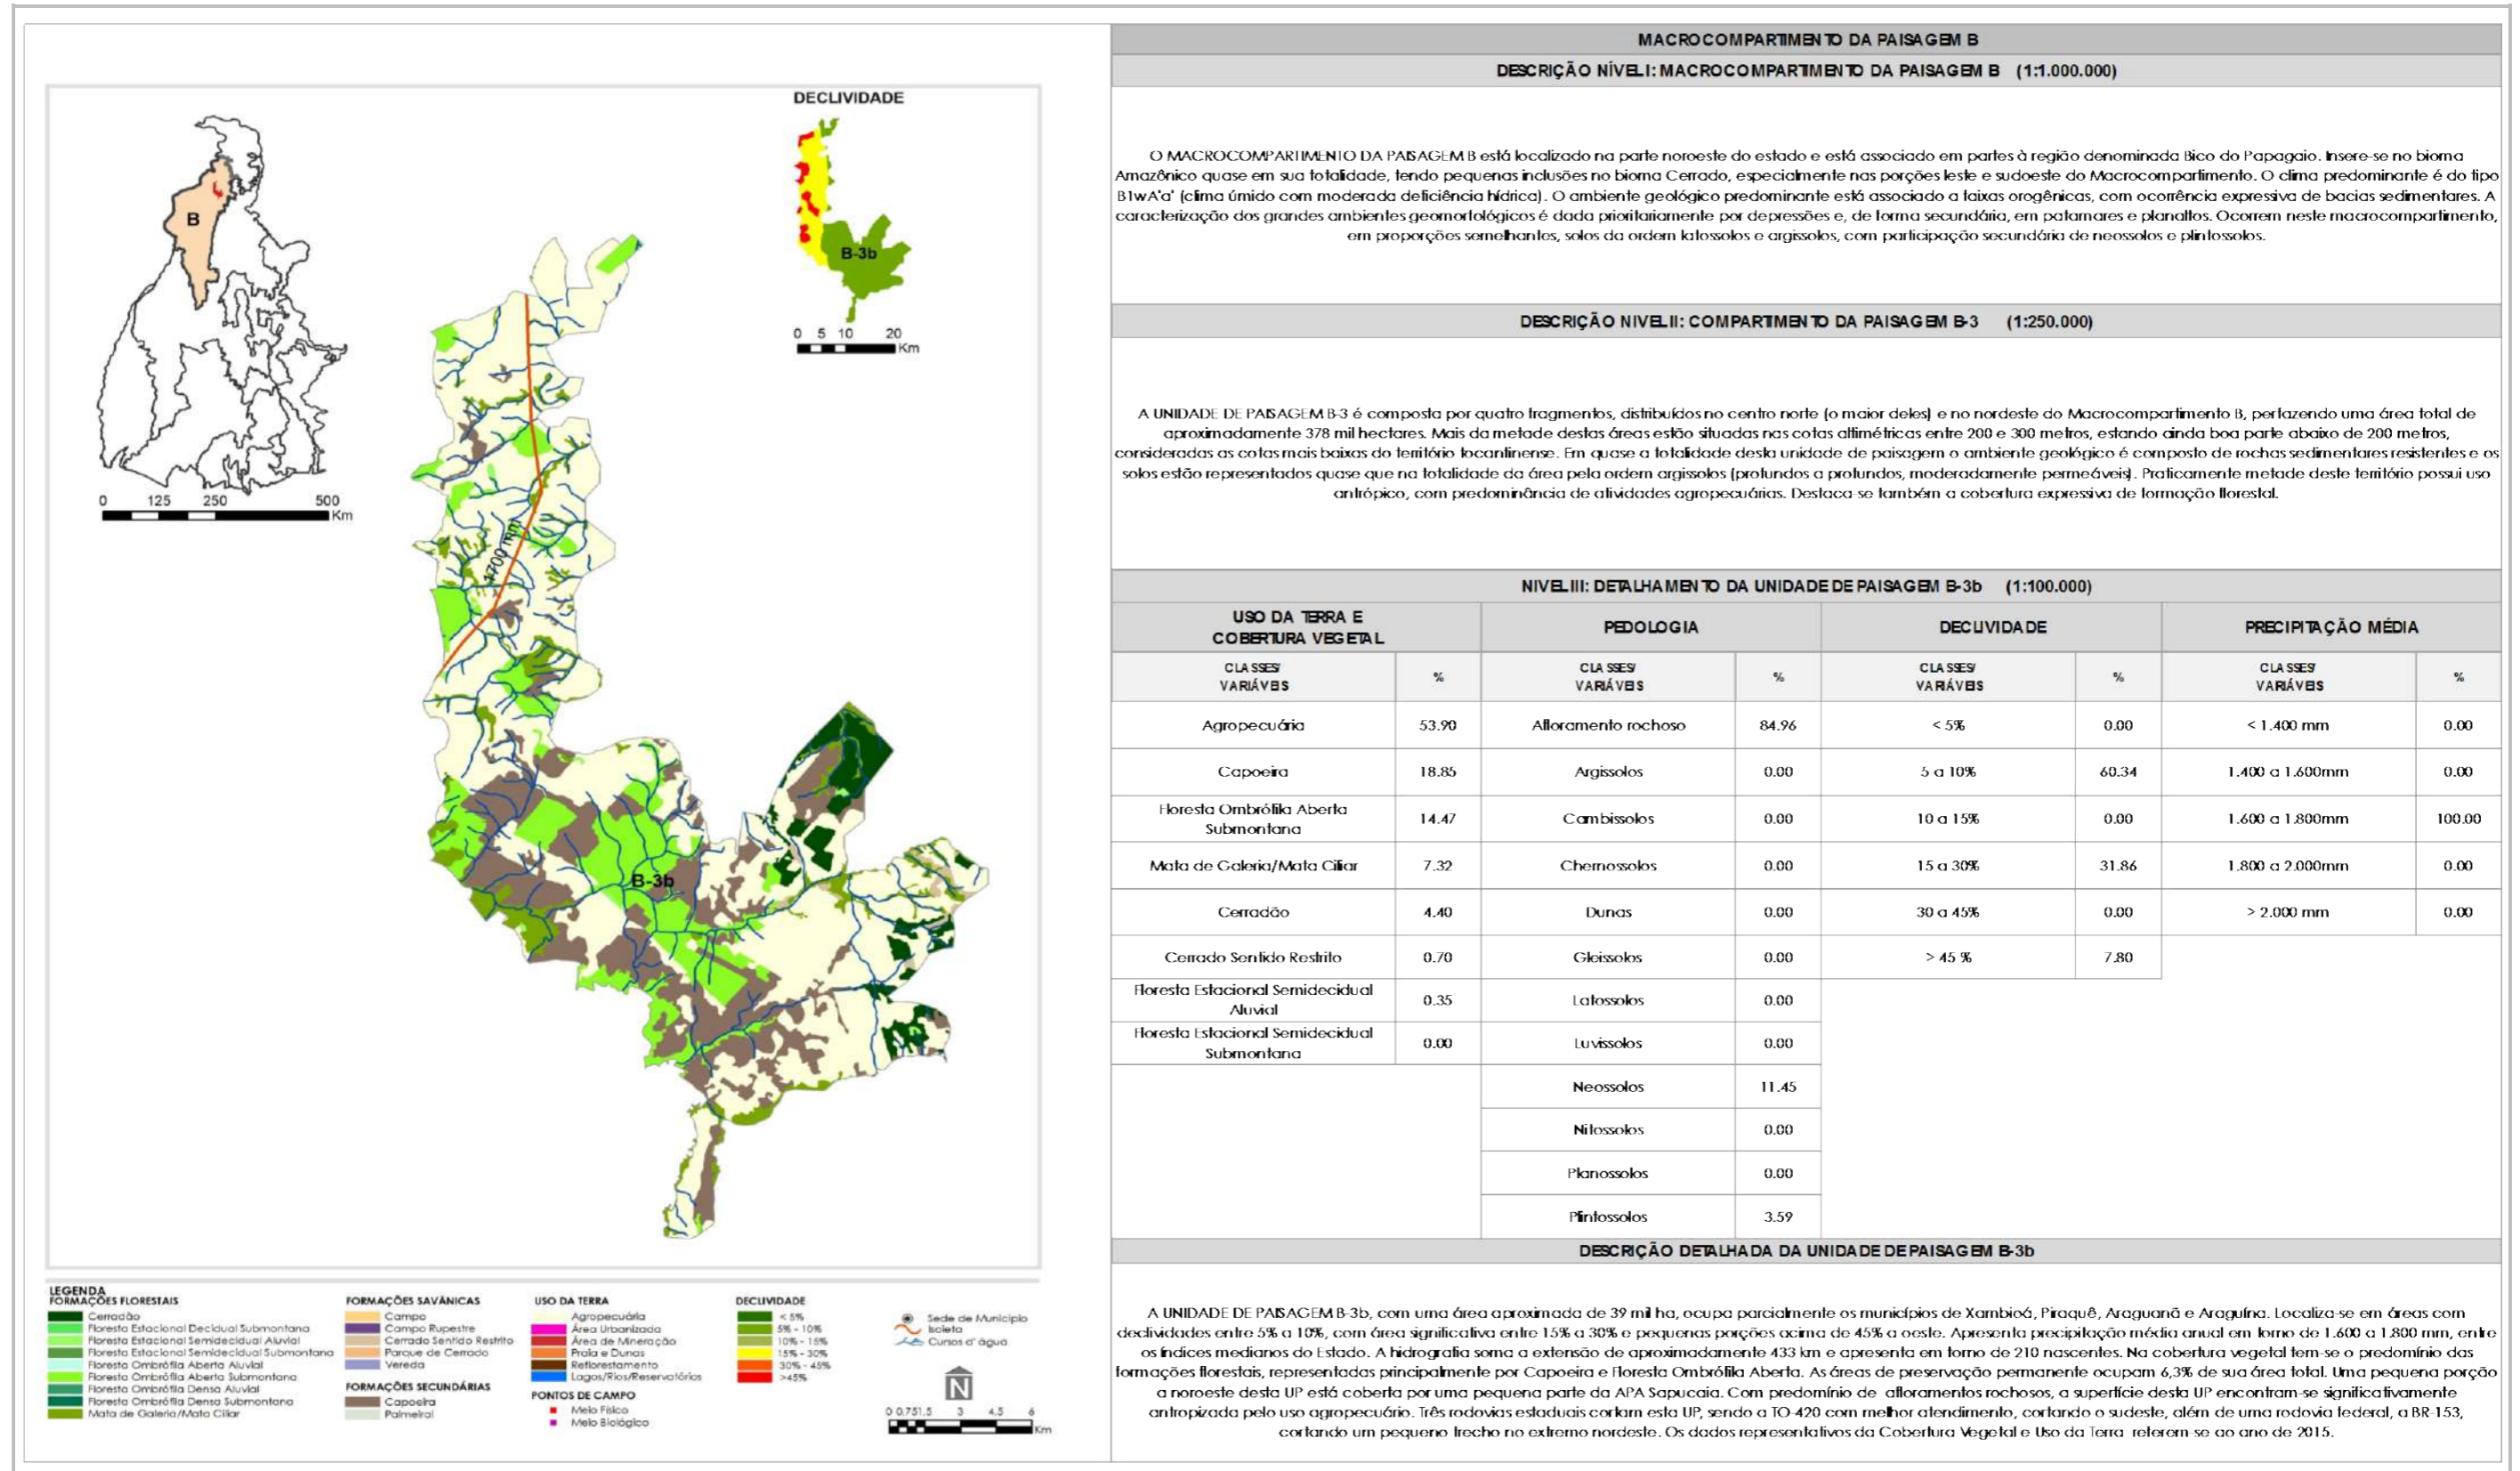 DECLIVIDADE
B
B-3b
0 5 10 20
Km
0 125 250 500
Km
1700 mm
B-3b
LEGENDA
FORMAÇÕES FLORESTAIS
Cerradão
Floresta Estacional Decidual Submontana
Floresta Estacional Semidecidual Aluvial
Floresta Estacional Semidecidual Submontana
Floresta Ombrófila Aberta Aluvial
Floresta Ombrófila Aberta Submontana
Floresta Ombrófila Densa Aluvial
Floresta Ombrófila Densa Submontana
Mata de Galeria/Mata Ciliar
FORMAÇÕES SAVÂNICAS
Campo
Campo Rupestre
Cerrado Sentido Restrito
Parque de Cerrado
Vereda
FORMAÇÕES SECUNDÁRIAS
Capoeira
Palmeiral
USO DA TERRA
Agropecuária
Área Urbanizada
Área de Mineração
Praia e Dunas
Reflorestamento
Lagos/Rios/Reservatórios
PONTOS DE CAMPO
Meio Físico
Meio Biológico
DECLIVIDADE
< 5%
5% - 10%
10% - 15%
15% - 30%
30% - 45%
>45%
Sede de Município
Isoieta
Cursos d' água
N
0 0,751,5 3 4,5 6
Km
MACROCOMPARTIMENTO DA PAISAGEM B
DESCRIÇÃO NÍVEL I: MACROCOMPARTIMENTO DA PAISAGEM B (1:1.000.000)
O MACROCOMPARTIMENTO DA PAISAGEM B está localizado na parte noroeste do estado e está associado em partes à região denominada Bico do Papagaio. Insere-se no bioma
Amazônico quase em sua totalidade, tendo pequenas inclusões no bioma Cerrado, especialmente nas porções leste e sudoeste do Macrocompartimento. O clima predominante é do tipo
B1wA'a' (clima úmido com moderada deficiência hídrica). O ambiente geológico predominante está associado a faixas orogênicas, com ocorrência expressiva de bacias sedimentares. A
caracterização dos grandes ambientes geomorfológicos é dada prioritariamente por depressões e, de forma secundária, em patamares e planaltos. Ocorrem neste macrocompartimento,
em proporções semelhantes, solos da ordem latossolos e argissolos, com participação secundária de neossolos e plintossolos.
DESCRIÇÃO NIVEL II: COMPARTIMENTO DA PAISAGEM B-3 (1:250.000)
A UNIDADE DE PAISAGEM B-3 é composta por quatro fragmentos, distribuídos no centro norte (o maior deles) e no nordeste do Macrocompartimento B, perfazendo uma área total de
aproximadamente 378 mil hectares. Mais da metade destas áreas estão situadas nas cotas altimétricas entre 200 e 300 metros, estando ainda boa parte abaixo de 200 metros,
consideradas as cotas mais baixas do território tocantinense. Em quase a totalidade desta unidade de paisagem o ambiente geológico é composto de rochas sedimentares resistentes e os
solos estão representados quase que na totalidade da área pela ordem argissolos (profundos a profundos, moderadamente permeáveis). Praticamente metade deste território possui uso
antrópico, com predominância de atividades agropecuárias. Destaca-se também a cobertura expressiva de formação florestal.
NIVEL III: DETALHAMENTO DA UNIDADE DE PAISAGEM B-3b (1:100.000)
USO DA TERRA E
COBERTURA VEGETAL PEDOLOGIA DECLIVIDADE PRECIPITAÇÃO MÉDIA
CLASSES/ CLASSES/ CLASSES/ CLASSES/
VARIÁVEIS % VARIÁVEIS % VARIÁVEIS % VARIÁVEIS %
Agropecuária 53.90 Afloramento rochoso 84.96 < 5% 0.00 < 1.400 mm 0.00
Capoeira 18.85 Argissolos 0.00 5 a 10% 60.34 1.400 a 1.600mm 0.00
Floresta Ombrófila Aberta
Submontana 14.47 Cambissolos 0.00 10 a 15% 0.00 1.600 a 1.800mm 100.00
Mata de Galeria/Mata Ciliar 7.32 Chernossolos 0.00 15 a 30% 31.86 1.800 a 2.000mm 0.00
Cerradão 4.40 Dunas 0.00 30 a 45% 0.00 > 2.000 mm 0.00
Cerrado Sentido Restrito 0.70 Gleissolos 0.00 > 45 % 7.80
Floresta Estacional Semidecidual
Aluvial 0.35 Latossolos 0.00
Floresta Estacional Semidecidual
Submontana 0.00 Luvissolos 0.00
Neossolos 11.45
Nitossolos 0.00
Planossolos 0.00
Plintossolos 3.59
DESCRIÇÃO DETALHADA DA UNIDADE DE PAISAGEM B-3b
A UNIDADE DE PAISAGEM B-3b, com uma área aproximada de 39 mil ha, ocupa parcialmente os municípios de Xambioá, Piraquê, Araguanã e Araguaína. Localiza-se em áreas com
declividades entre 5% a 10%, com área significativa entre 15% a 30% e pequenas porções acima de 45% a oeste. Apresenta precipitação média anual em torno de 1.600 a 1.800 mm, entre
os índices medianos do Estado. A hidrografia soma a extensão de aproximadamente 433 km e apresenta em torno de 210 nascentes. Na cobertura vegetal tem-se o predomínio das
formações florestais, representadas principalmente por Capoeira e Floresta Ombrófila Aberta. As áreas de preservação permanente ocupam 6,3% de sua área total. Uma pequena porção
a noroeste desta UP está coberta por uma pequena parte da APA Sapucaia. Com predomínio de afloramentos rochosos, a superfície desta UP encontram-se significativamente
antropizada pelo uso agropecuário. Três rodovias estaduais cortam esta UP, sendo a TO-420 com melhor atendimento, cortando o sudeste, além de uma rodovia federal, a BR-153,
cortando um pequeno trecho no extremo nordeste. Os dados representativos da Cobertura Vegetal e Uso da Terra referem-se ao ano de 2015.